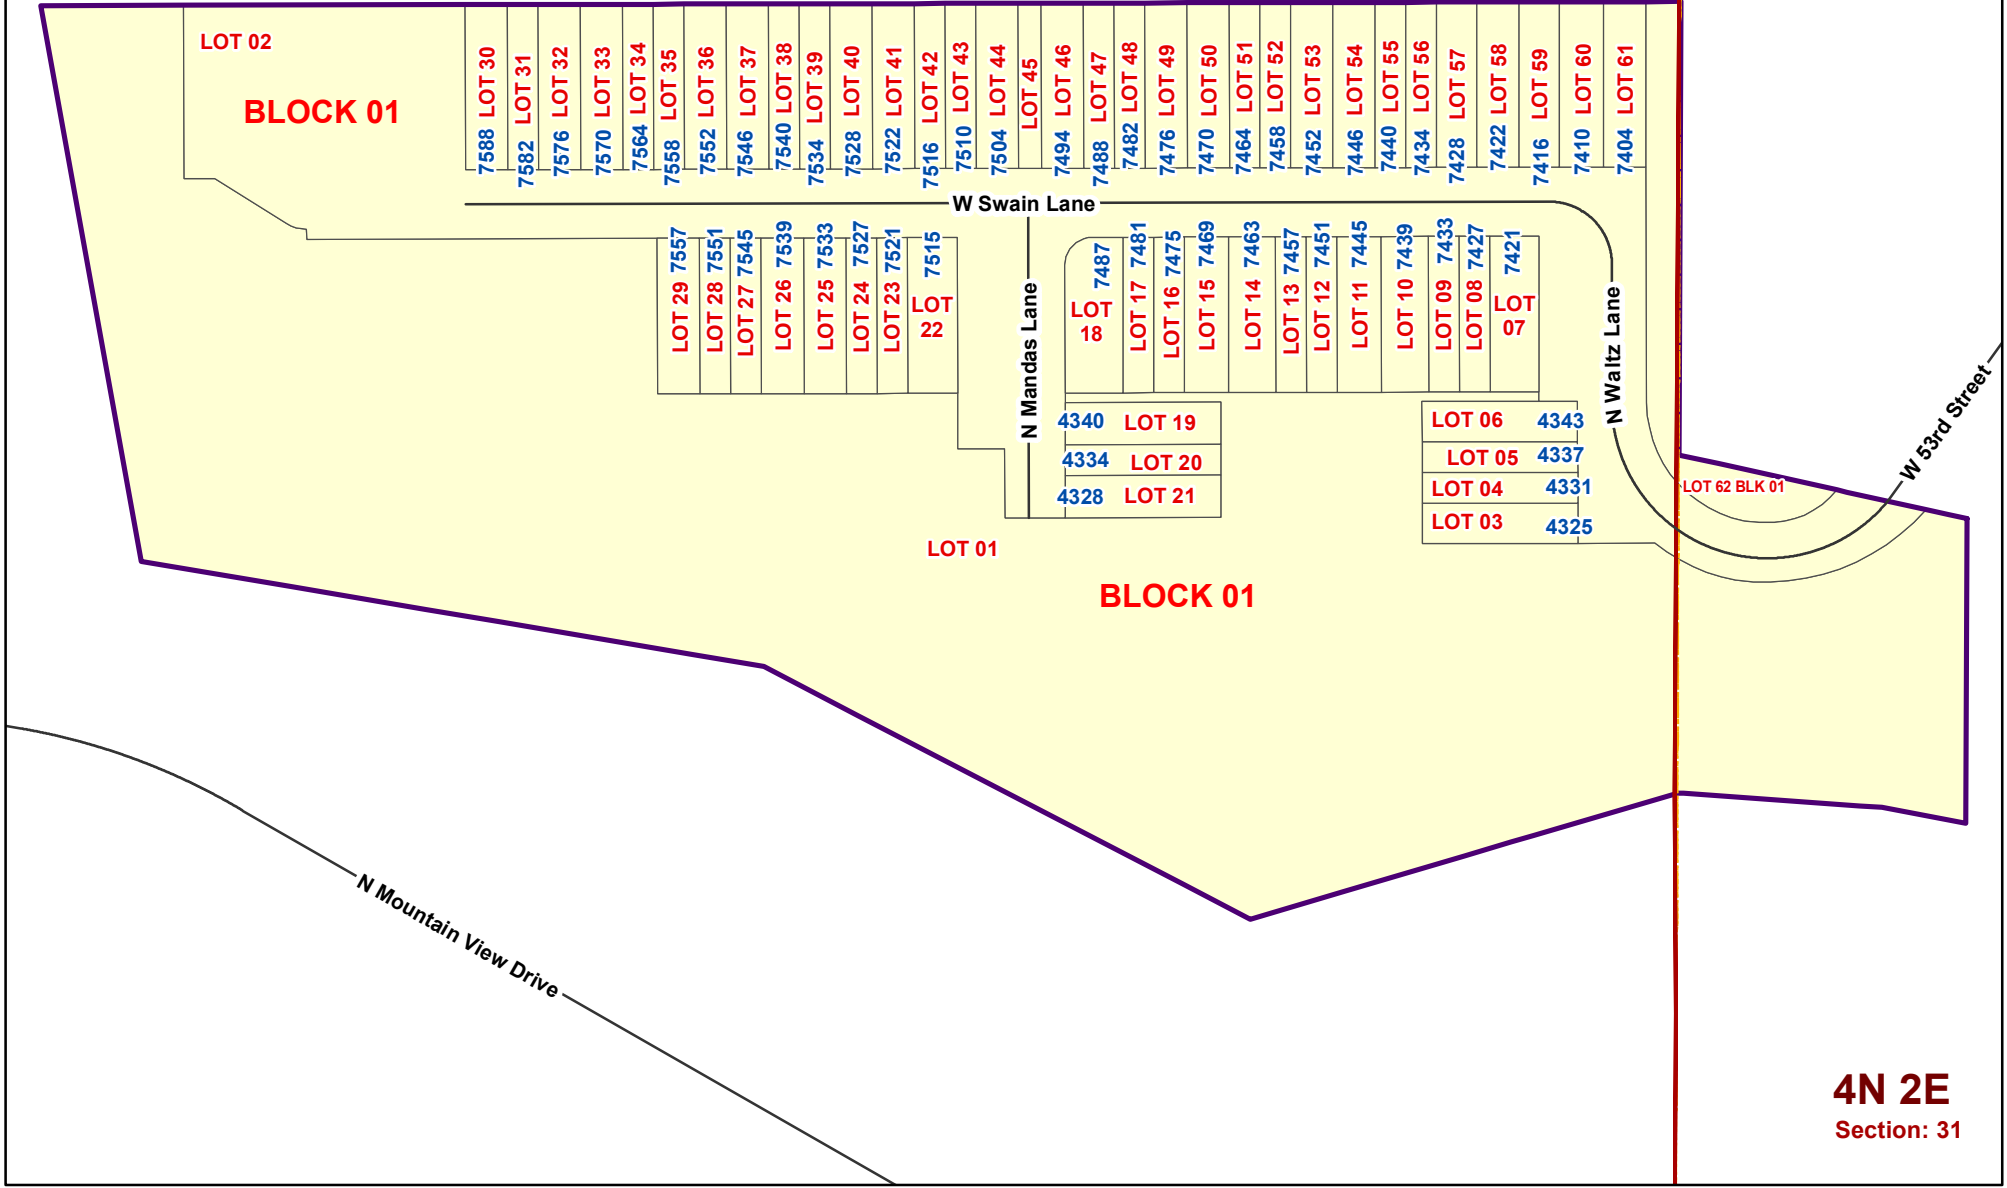 LOT 02
BLOCK 01
LOT 30
LOT 31
LOT 32
LOT 33
LOT 34
LOT 35
LOT 36
LOT 37
LOT 38
LOT 39
LOT 40
LOT 41
LOT 42
LOT 43
LOT 44
LOT 45
LOT 46
LOT 47
LOT 48
LOT 49
LOT 50
LOT 51
LOT 52
LOT 53
LOT 54
LOT 55
LOT 56
LOT 57
LOT 58
LOT 59
LOT 60
LOT 61
7588
7582
7576
7570
7564
7558
7552
7546
7540
7534
7528
7522
7516
7510
7504
7494
7488
7482
7476
7470
7464
7458
7452
7446
7440
7434
7428
7422
7416
7410
7404
W Swain Lane
7557
7551
7545
7539
7533
7527
7521
7515
7487
7481
7475
7469
7463
7457
7451
7445
7439
7433
7427
7421
LOT 29
LOT 28
LOT 27
LOT 26
LOT 25
LOT 24
LOT 23
LOT
22
N Mandas Lane
LOT
18
LOT 17
LOT 16
LOT 15
LOT 14
LOT 13
LOT 12
LOT 11
LOT 10
LOT 09
LOT 08
LOT
07
N Waltz Lane
W 53rd Street
4340 LOT 19
4334 LOT 20
4328 LOT 21
LOT 06 4343
LOT 05 4337
LOT 04 4331
LOT 03 4325
LOT 62 BLK 01
LOT 01
BLOCK 01
N Mountain View Drive
4N 2E
Section: 31